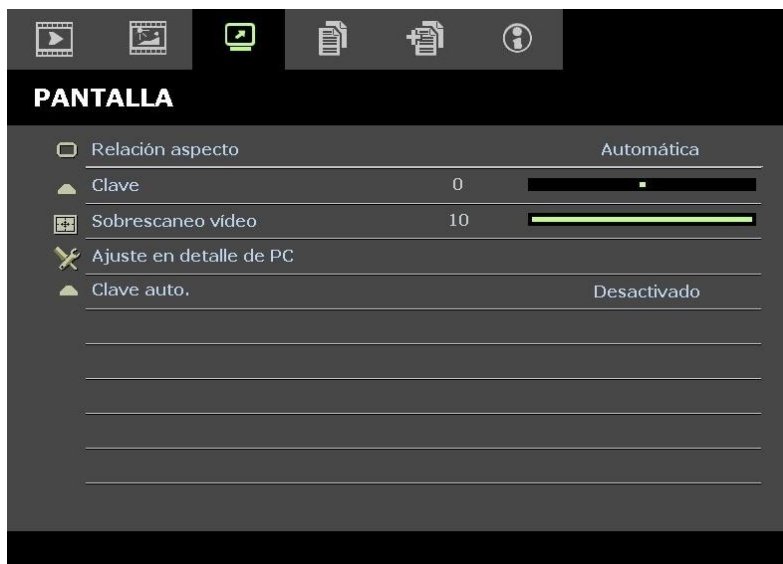 PANTALLA
Relación aspecto Automática
Clave 0
Sobrescaneo vídeo 10
Ajuste en detalle de PC
Clave auto. Desactivado